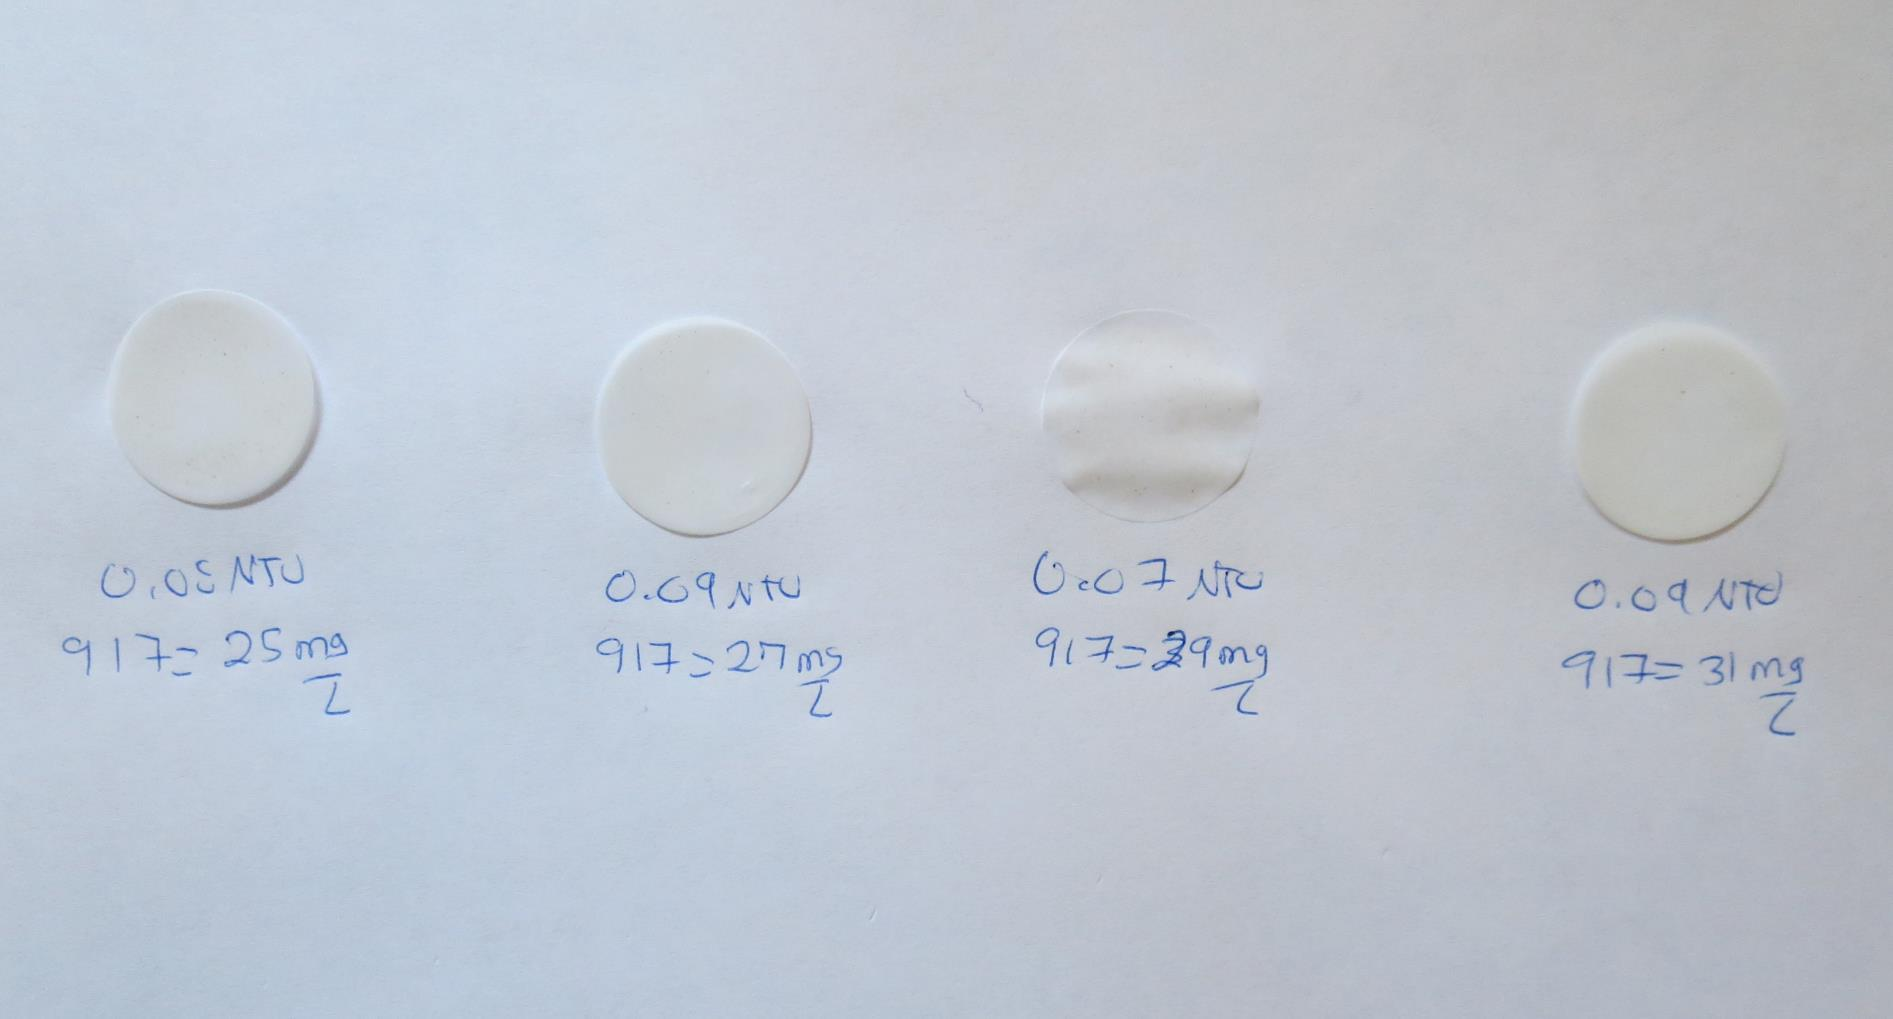 0.08 NTU
917= 25 mg/L
0.09 NTU
917= 27 mg/L
0.07 NTU
917= 29 mg/L
0.09 NTU
917= 31 mg/L